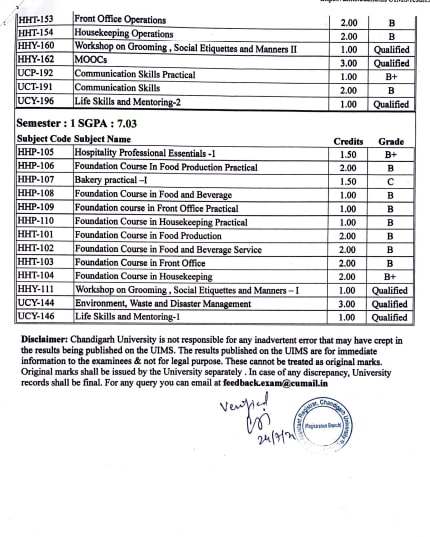 HHT-153 Front Office Operations 2.00 B
HHT-154 Housekeeping Operations 2.00 B
HHY-160 Workshop on Grooming , Social Etiquettes and Manners II 1.00 Qualified
HHY-162 MOOCs 3.00 Qualified
UCP-192 Communication Skills Practical 1.00 B+
UCT-191 Communication Skills 2.00 B
UCY-196 Life Skills and Mentoring-2 1.00 Qualified
Semester : 1 SGPA : 7.03
Subject Code Subject Name Credits Grade
HHP-105 Hospitality Professional Essentials -1 1.50 B+
HHP-106 Foundation Course In Food Production Practical 2.00 B
HHP-107 Bakery practical –I 1.50 C
HHP-108 Foundation Course in Food and Beverage 1.00 B
HHP-109 Foundation course in Front Office Practical 1.00 B
HHP-110 Foundation Course in Housekeeping Practical 1.00 B
HHT-101 Foundation Course in Food Production 2.00 B
HHT-102 Foundation Course in Food and Beverage Service 2.00 B
HHT-103 Foundation Course in Front Office 2.00 B
HHT-104 Foundation Course in Housekeeping 2.00 B+
HHY-111 Workshop on Grooming , Social Etiquettes and Manners – I 1.00 Qualified
UCY-144 Environment, Waste and Disaster Management 3.00 Qualified
UCY-146 Life Skills and Mentoring-1 1.00 Qualified
Disclaimer: Chandigarh University is not responsible for any inadvertent error that may have crept in
the results being published on the UIMS. The results published on the UIMS are for immediate
information to the examinees & not for legal purpose. These cannot be treated as original marks.
Original marks shall be issued by the University separately . In case of any discrepancy, University
records shall be final. For any query you can email at feedback.exam@cumail.in
Verified
Assistant Registrar, Chandigarh University
(Registration Branch)